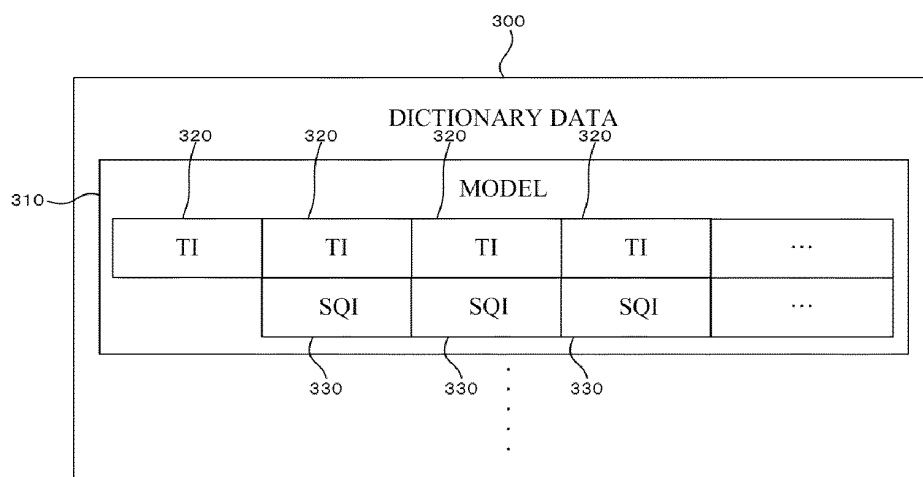 300
DICTIONARY DATA
320 320 320 320
310
MODEL
TI TI TI TI ...
SQI SQI SQI ...
330 330 330